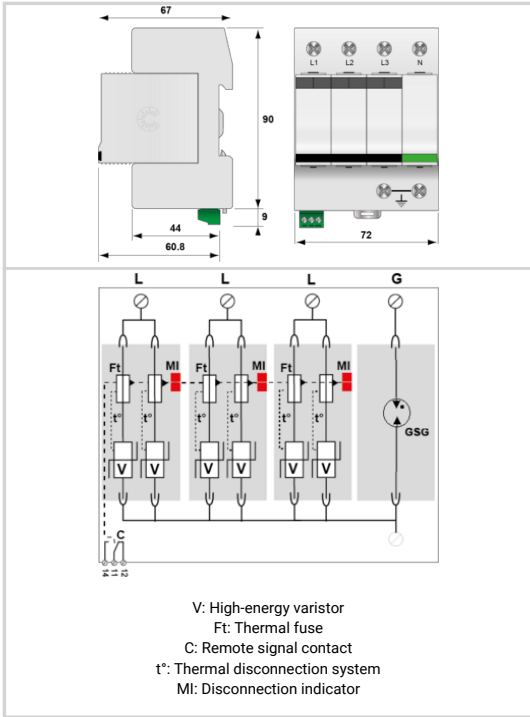 67
90
9
44
60.8
L1 L2 L3 N
72
L L L G
Ft MI Ft MI Ft MI
t° t° t°
GSG
V V V V V V
C
14 11 12
V: High-energy varistor
Ft: Thermal fuse
C: Remote signal contact
t°: Thermal disconnection system
MI: Disconnection indicator